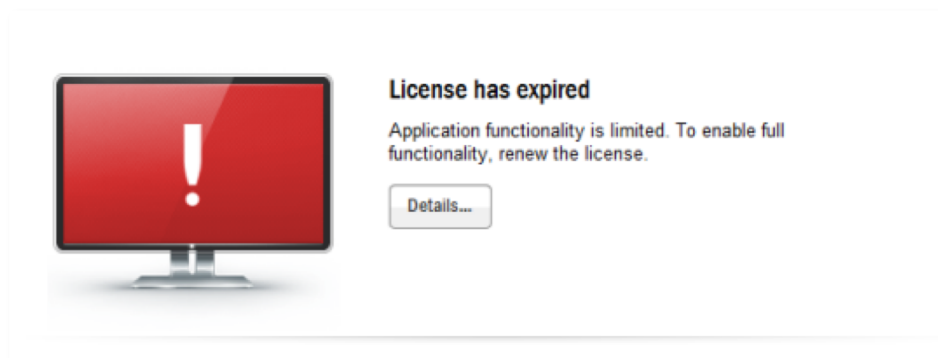 License has expired
Application functionality is limited. To enable full
functionality, renew the license.
Details...